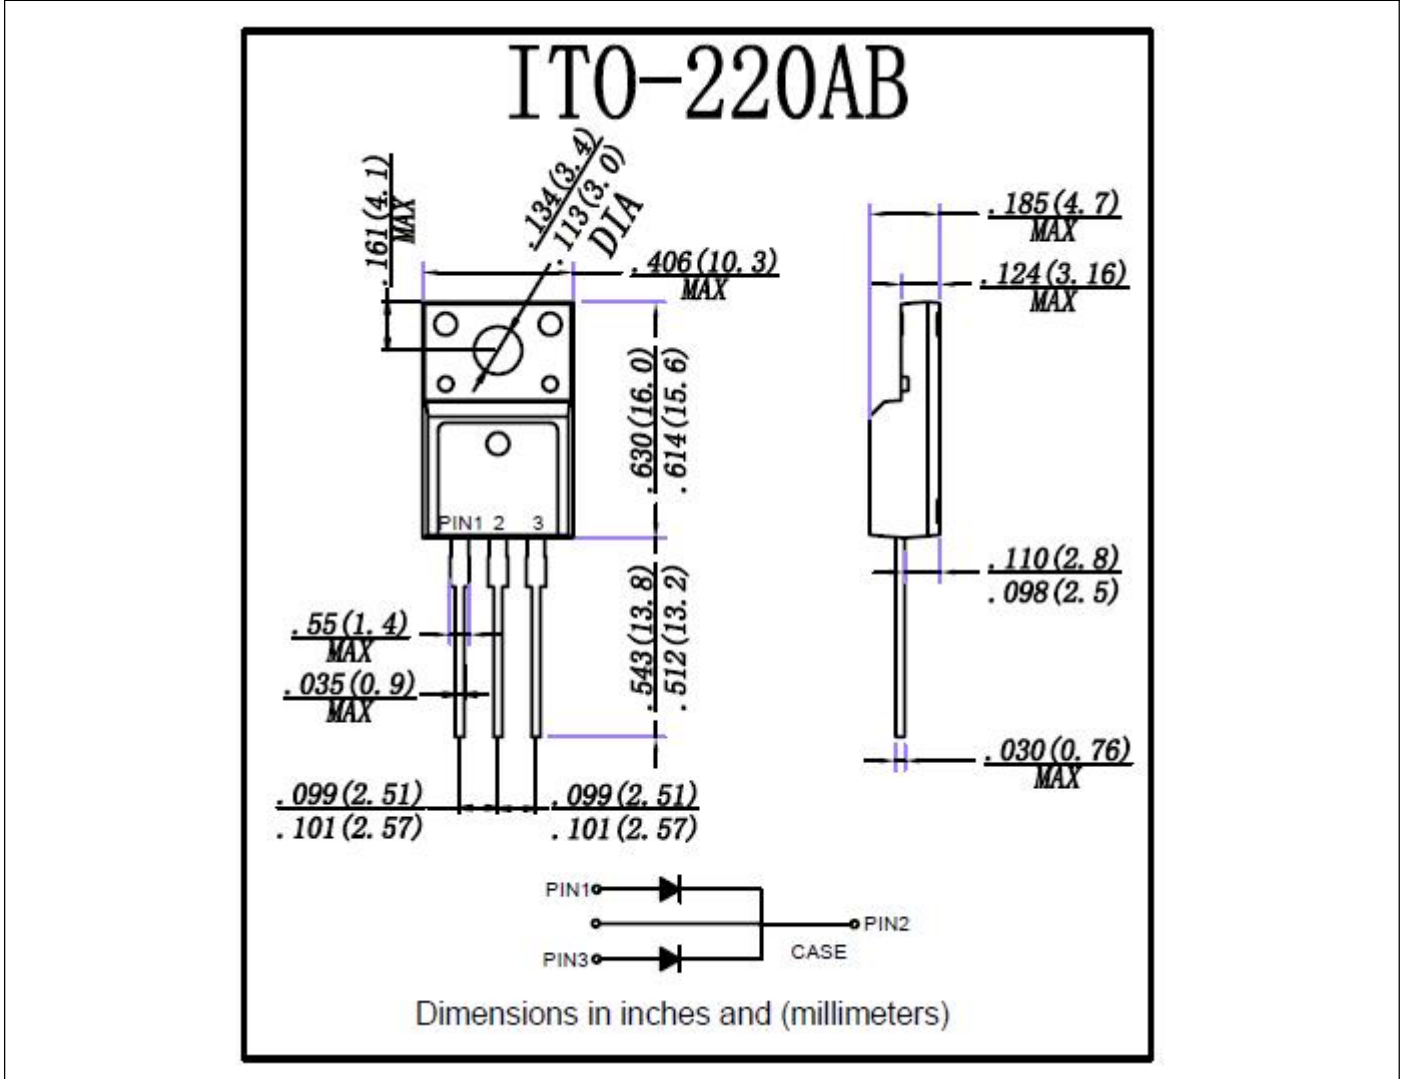 ITO-220AB
.161(4.1)
MAX
.134(3.4)
.113(3.0)
DIA
.406(10.3)
MAX
.185(4.7)
MAX
.124(3.16)
MAX
.630(16.0)
.614(15.6)
PIN1 2 3
.110(2.8)
.098(2.5)
.55(1.4)
MAX
.035(0.9)
MAX
.543(13.8)
.512(13.2)
.030(0.76)
MAX
.099(2.51)
.101(2.57)
.099(2.51)
.101(2.57)
PIN1
PIN2
CASE
PIN3
Dimensions in inches and (millimeters)